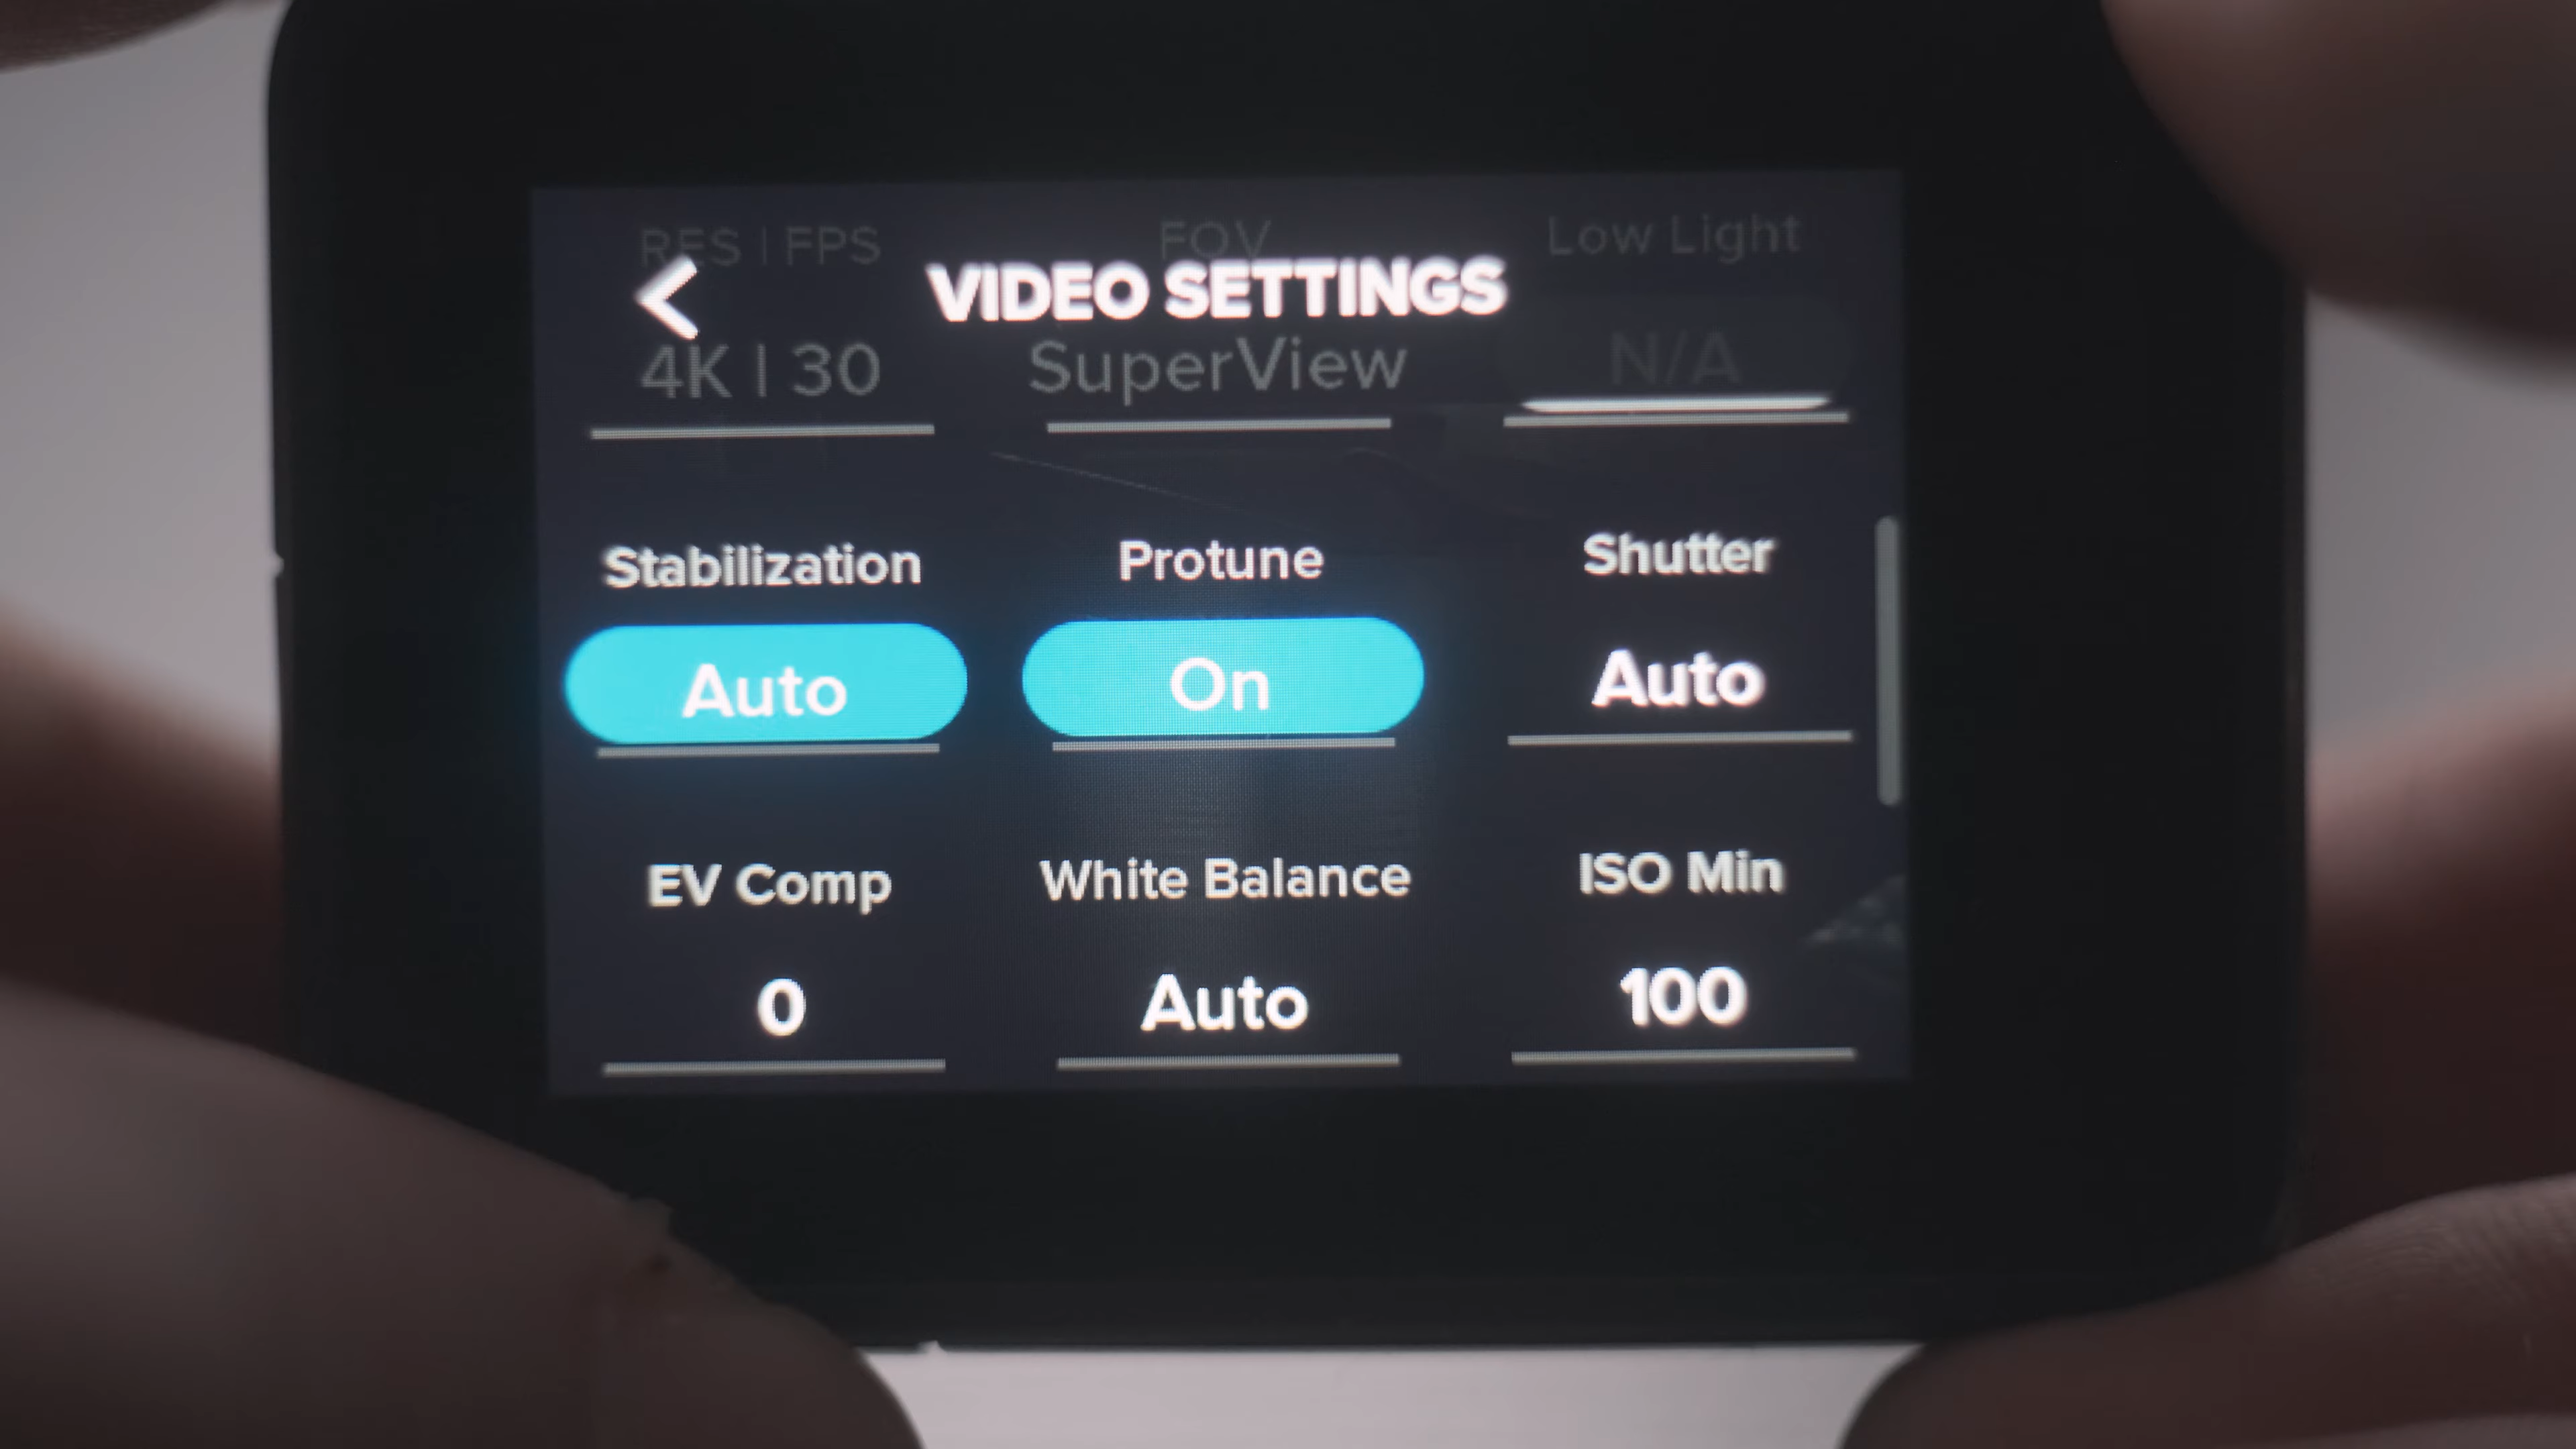 RES | FPS FOV Low Light
VIDEO SETTINGS
4K | 30 SuperView N/A
Stabilization Protune Shutter
Auto On Auto
EV Comp White Balance ISO Min
0 Auto 100